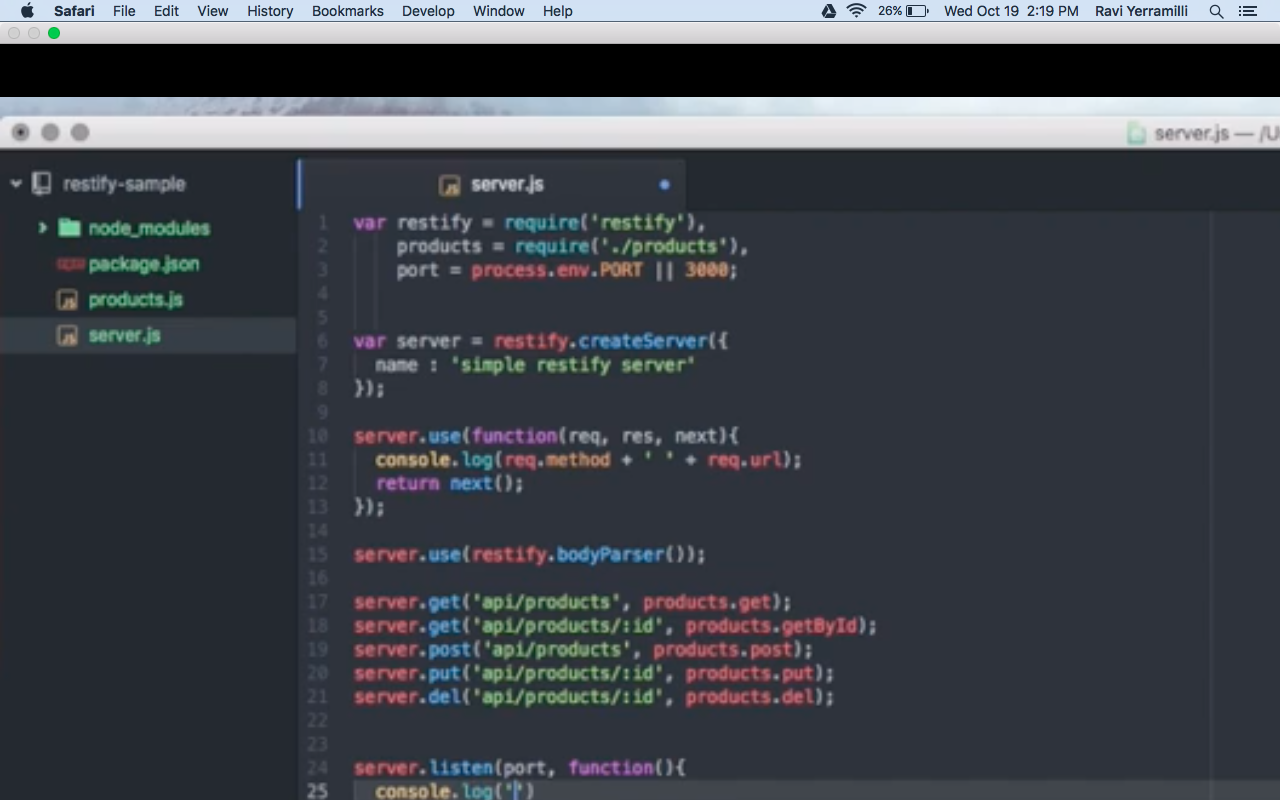 Safari File Edit View History Bookmarks Develop Window Help 26% Wed Oct 19 2:19 PM Ravi Yerramilli
server.js — /U
restify-sample
node_modules
package.json
products.js
server.js
server.js
1 var restify = require('restify'),
2 products = require('./products'),
3 port = process.env.PORT || 3000;
4
5
6 var server = restify.createServer({
7 name : 'simple restify server'
8 });
9
10 server.use(function(req, res, next){
11 console.log(req.method + ' ' + req.url);
12 return next();
13 });
14
15 server.use(restify.bodyParser());
16
17 server.get('api/products', products.get);
18 server.get('api/products/:id', products.getById);
19 server.post('api/products', products.post);
20 server.put('api/products/:id', products.put);
21 server.del('api/products/:id', products.del);
22
23
24 server.listen(port, function(){
25 console.log('')